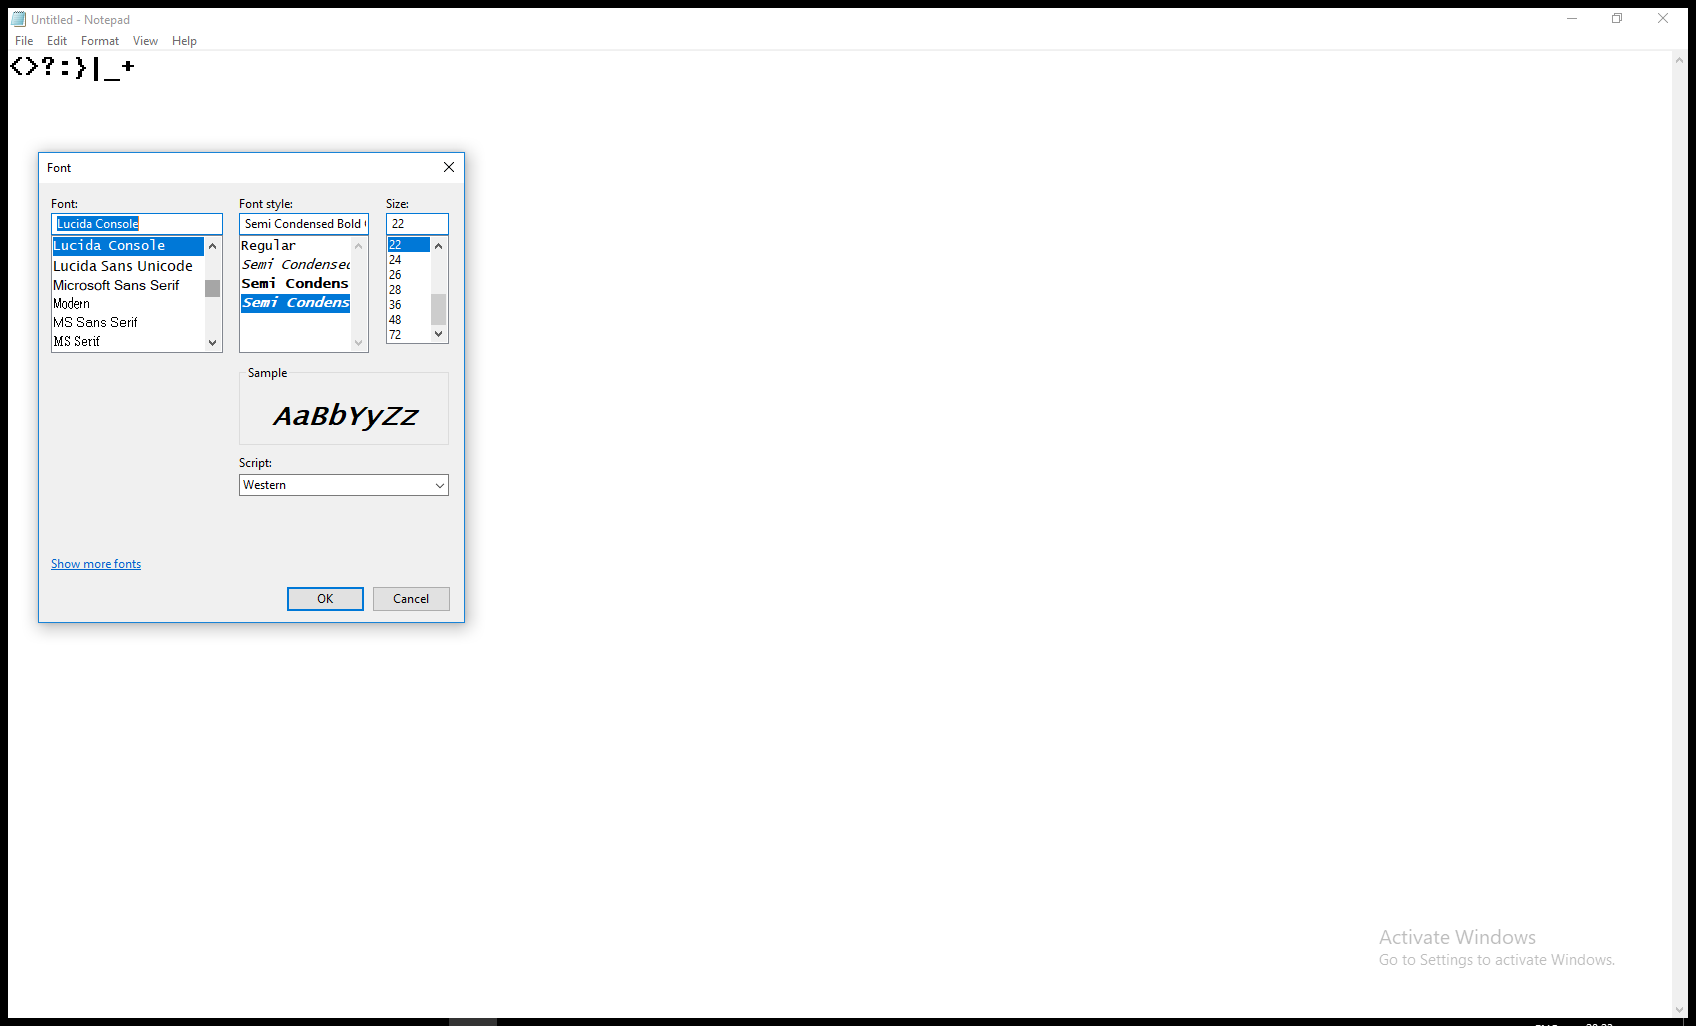 Untitled - Notepad
File Edit Format View Help
<>?:}|_+
Font
Font: Font style: Size:
Lucida Console Semi Condensed Bold 22
Lucida Console
Lucida Sans Unicode
Microsoft Sans Serif
Modern
MS Sans Serif
MS Serif
Regular
Semi Condensed
Semi Condens
Semi Condens
22
24
26
28
36
48
72
Sample
AaBbYyZz
Script:
Western
Show more fonts
OK Cancel
Activate Windows
Go to Settings to activate Windows.